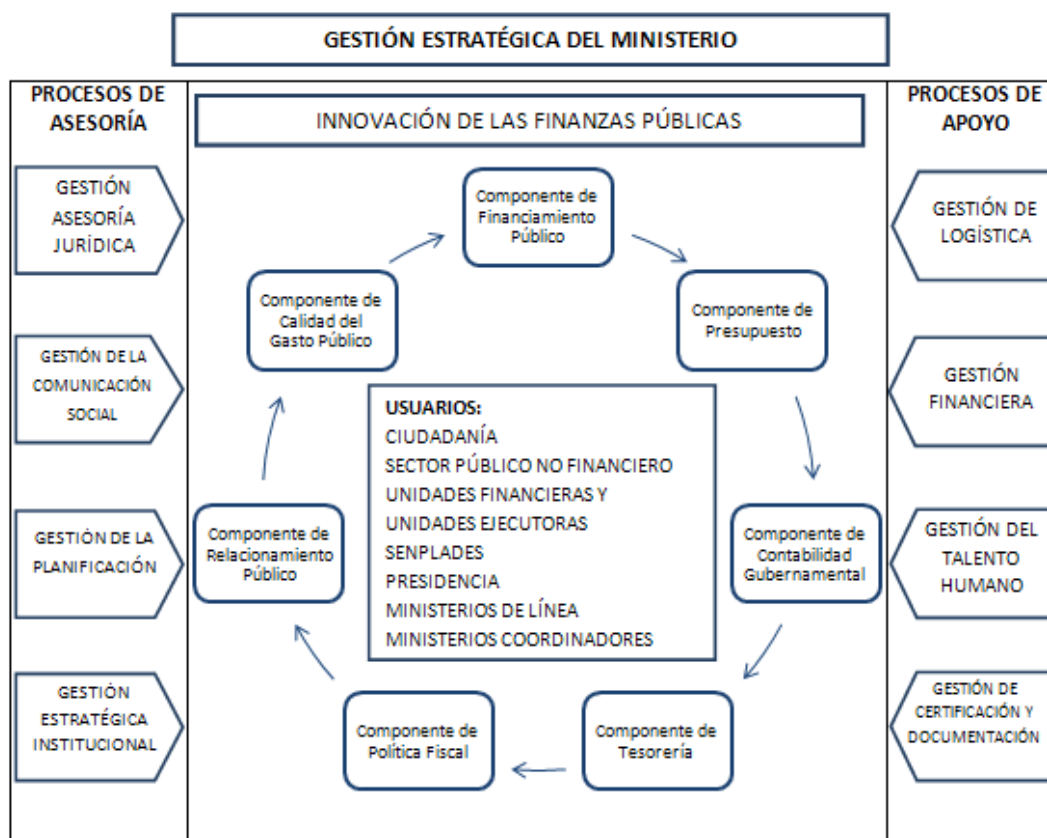 GESTIÓN ESTRATÉGICA DEL MINISTERIO
PROCESOS DE
ASESORÍA
GESTIÓN
ASESORÍA
JURÍDICA
GESTIÓN DE LA
COMUNICACIÓN
SOCIAL
GESTIÓN DE LA
PLANIFICACIÓN
GESTIÓN
ESTRATÉGICA
INSTITUCIONAL
INNOVACIÓN DE LAS FINANZAS PÚBLICAS
Componente de
Financiamiento
Público
Componente de
Presupuesto
Componente de
Contabilidad
Gubernamental
Componente de
Tesorería
Componente de
Política Fiscal
Componente de
Relacionamiento
Público
Componente de
Calidad del
Gasto Público
USUARIOS:
CIUDADANÍA
SECTOR PÚBLICO NO FINANCIERO
UNIDADES FINANCIERAS Y
UNIDADES EJECUTORAS
SENPLADES
PRESIDENCIA
MINISTERIOS DE LÍNEA
MINISTERIOS COORDINADORES
PROCESOS DE
APOYO
GESTIÓN DE
LOGÍSTICA
GESTIÓN
FINANCIERA
GESTIÓN DEL
TALENTO
HUMANO
GESTIÓN DE
CERTIFICACIÓN Y
DOCUMENTACIÓN